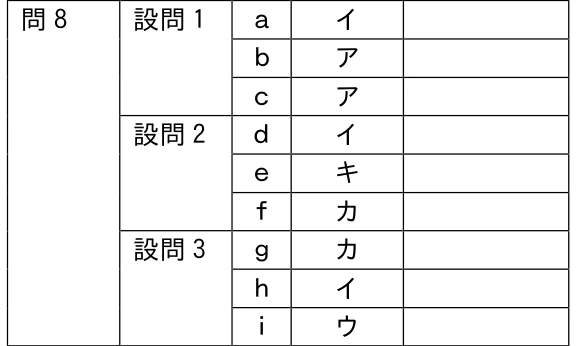 問8 設問1 a イ
b ア
c ア
設問2 d イ
e キ
f カ
設問3 g カ
h イ
i ウ